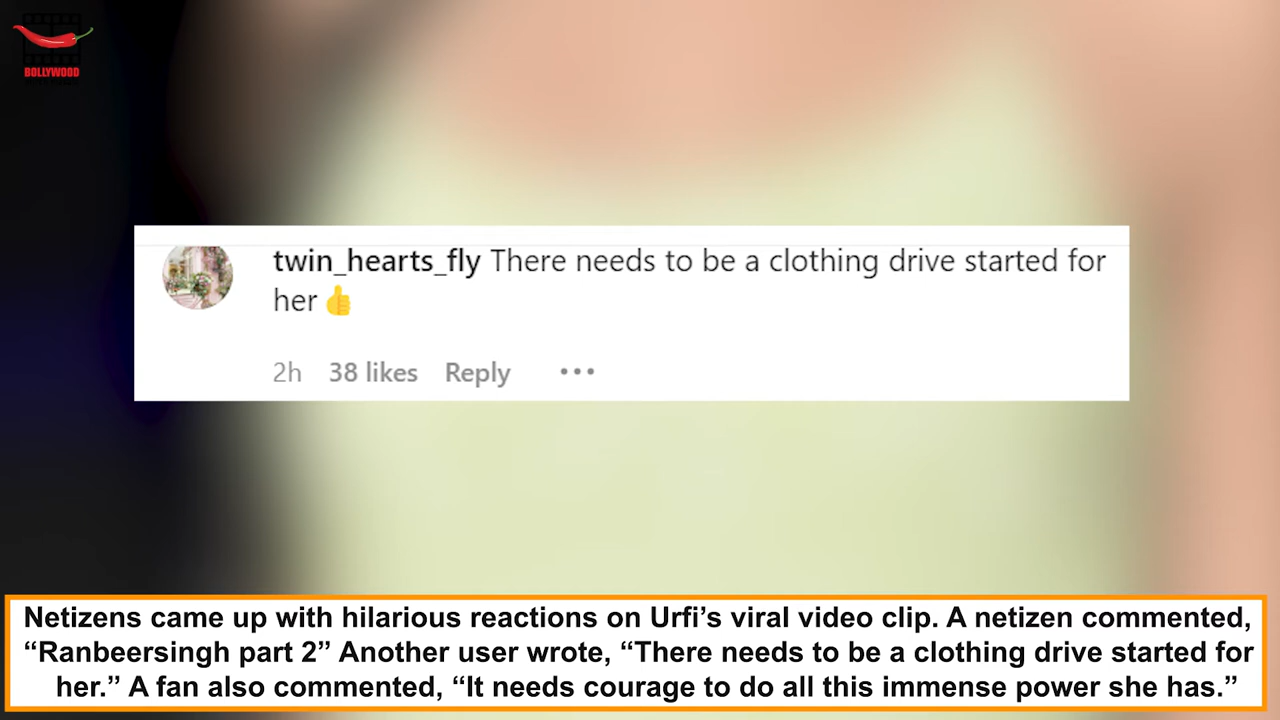 BOLLYWOOD
twin_hearts_fly There needs to be a clothing drive started for
her👍
2h 38 likes Reply •••
Netizens came up with hilarious reactions on Urfi’s viral video clip. A netizen commented,
“Ranbeersingh part 2” Another user wrote, “There needs to be a clothing drive started for
her.” A fan also commented, “It needs courage to do all this immense power she has.”